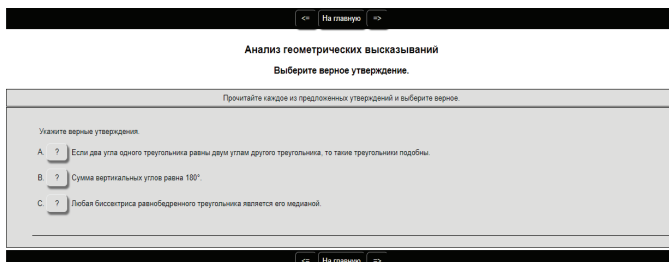 <= На главную =>
Анализ геометрических высказываний
Выберите верное утверждение.
Прочитайте каждое из предложенных утверждений и выберите верное.
Укажите верные утверждения.
A. ? Если два угла одного треугольника равны двум углам другого треугольника, то такие треугольники подобны.
B. ? Сумма вертикальных углов равна 180°.
C. ? Любая биссектриса равнобедренного треугольника является его медианой.
<= На главную =>